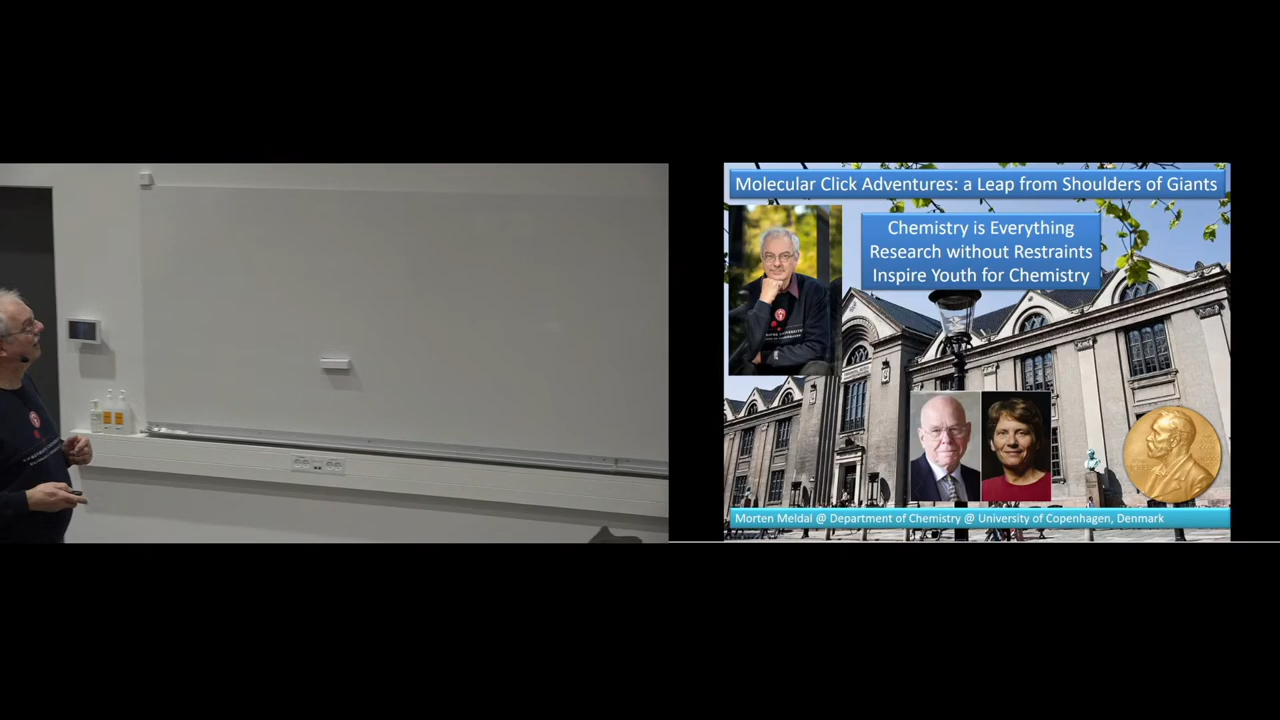 Molecular Click Adventures: a Leap from Shoulders of Giants
Chemistry is Everything
Research without Restraints
Inspire Youth for Chemistry
Morten Meldal @ Department of Chemistry @ University of Copenhagen, Denmark